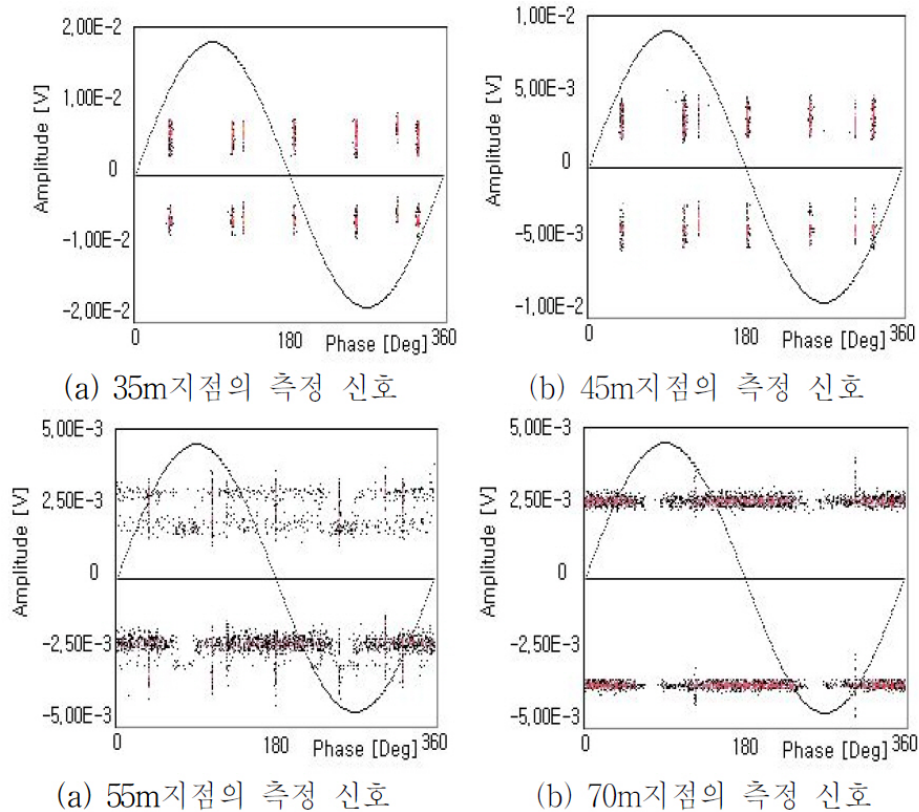 2,00E-2
1,00E-2
0
-1,00E-2
-2,00E-2
Amplitude [V]
0
180
360
Phase [Deg]
(a) 35m지점의 측정 신호
1,00E-2
5,00E-3
0
-5,00E-3
-1,00E-2
Amplitude [V]
0
180
360
Phase [Deg]
(b) 45m지점의 측정 신호
5,00E-3
2,50E-3
0
-2,50E-3
-5,00E-3
Amplitude [V]
0
180
360
Phase [Deg]
(a) 55m지점의 측정 신호
5,00E-3
2,50E-3
0
-2,50E-3
-5,00E-3
Amplitude [V]
0
180
360
Phase [Deg]
(b) 70m지점의 측정 신호